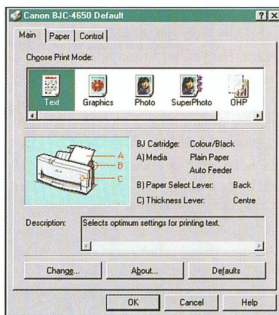 Canon BJC-4650 Default
Main Paper Control
Choose Print Mode:
Text Graphics Photo SuperPhoto OHP
BJ Cartridge: Colour/Black
A) Media Plain Paper
Auto Feeder
B) Paper Select Lever: Back
C) Thickness Lever: Centre
A
B
C
Description: Selects optimum settings for printing text.
Change... About... Defaults
OK Cancel Help